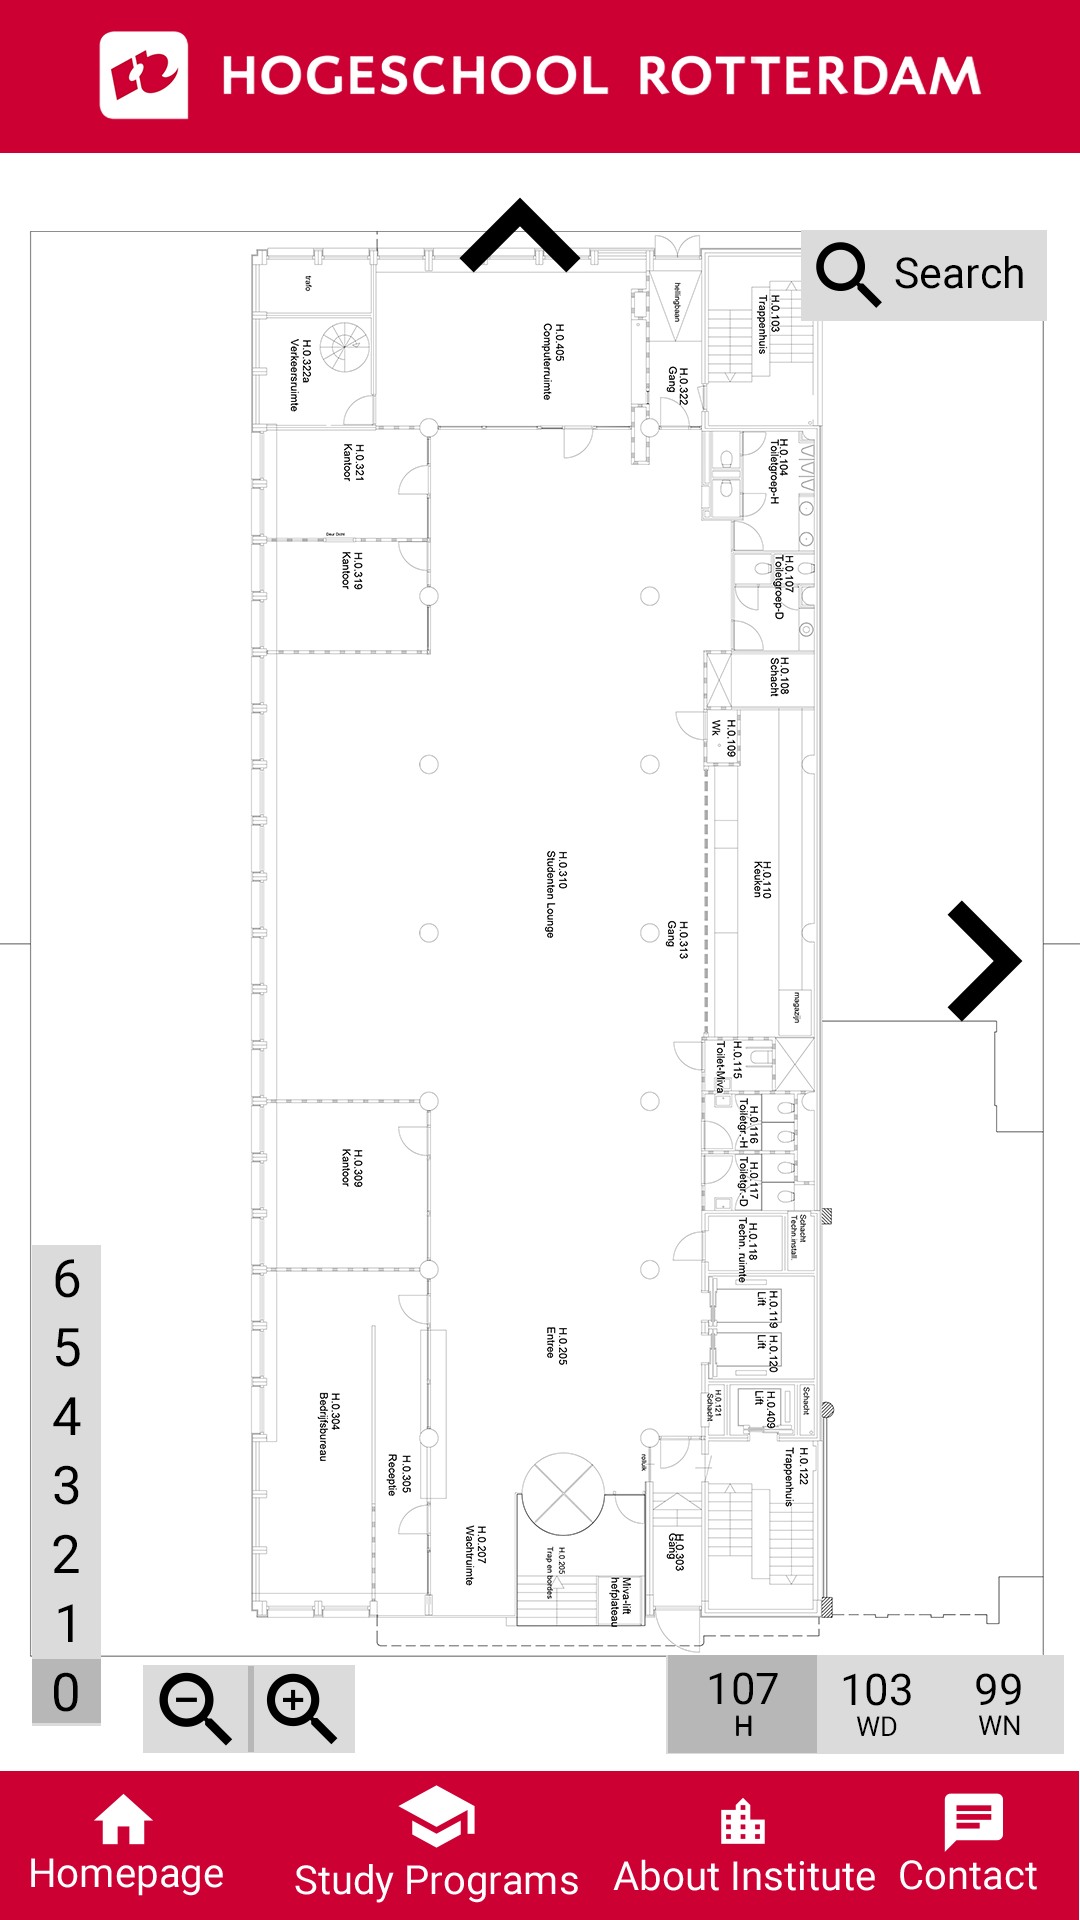 HOGESCHOOL ROTTERDAM
Search
trafo
H.0.322a
Verkeersruimte
H.0.405
Computerruimte
hellingbaan
H.0.322
Gang
H.0.103
Trappenhuis
H.0.321
Kantoor
Deur Dicht
H.0.319
Kantoor
H.0.104
Toiletgroep-H
H.0.107
Toiletgroep-D
H.0.108
Schacht
H.0.109
Wk
H.0.310
Studenten Lounge
H.0.110
Keuken
H.0.313
Gang
magazijn
H.0.115
Toilet-Miva
H.0.116
Toiletgr.-H
H.0.117
Toiletgr.-D
H.0.309
Kantoor
H.0.118
Techn. ruimte
Schacht
Techn.install.
H.0.119
Lift
H.0.120
Lift
H.0.205
Entree
H.0.304
Bedrijfsbureau
H.0.305
Receptie
H.0.121
Schacht
H.0.409
Lift
Schacht
rolluik
H.0.122
Trappenhuis
H.0.207
Wachtruimte
H.0.205
Trap en bordes
Miva-lift
hefplateau
H.0.303
Gang
6
5
4
3
2
1
0
107
H
103
WD
99
WN
Homepage
Study Programs
About Institute
Contact